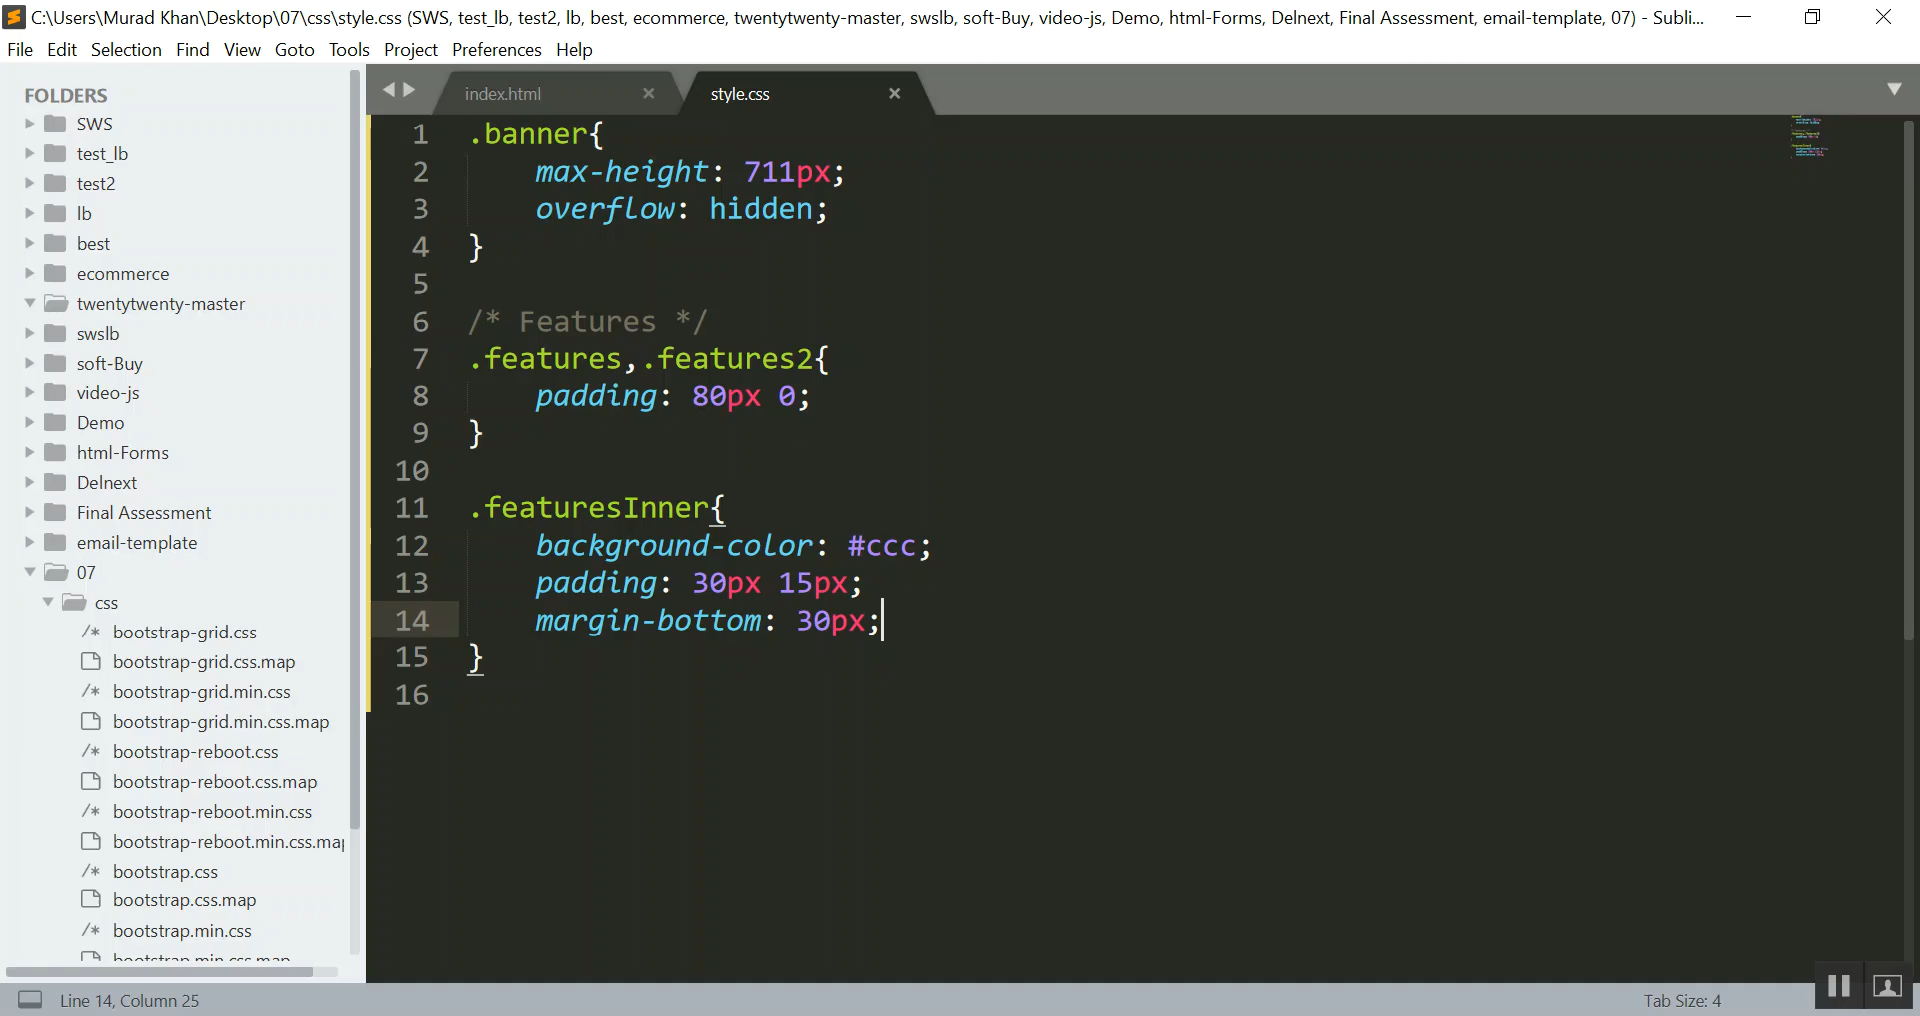 C:\Users\Murad Khan\Desktop\07\css\style.css (SWS, test_lb, test2, lb, best, ecommerce, twentytwenty-master, swslb, soft-Buy, video-js, Demo, html-Forms, Delnext, Final Assessment, email-template, 07) - Subli...
File Edit Selection Find View Goto Tools Project Preferences Help
FOLDERS
SWS
test_lb
test2
lb
best
ecommerce
twentytwenty-master
swslb
soft-Buy
video-js
Demo
html-Forms
Delnext
Final Assessment
email-template
07
css
/* bootstrap-grid.css
bootstrap-grid.css.map
/* bootstrap-grid.min.css
bootstrap-grid.min.css.map
/* bootstrap-reboot.css
bootstrap-reboot.css.map
/* bootstrap-reboot.min.css
bootstrap-reboot.min.css.map
/* bootstrap.css
bootstrap.css.map
/* bootstrap.min.css
bootstrap.min.css.map
index.html
style.css
1 .banner{
2 max-height: 711px;
3 overflow: hidden;
4 }
5
6 /* Features */
7 .features,.features2{
8 padding: 80px 0;
9 }
10
11 .featuresInner{
12 background-color: #ccc;
13 padding: 30px 15px;
14 margin-bottom: 30px;
15 }
16
Line 14, Column 25
Tab Size: 4